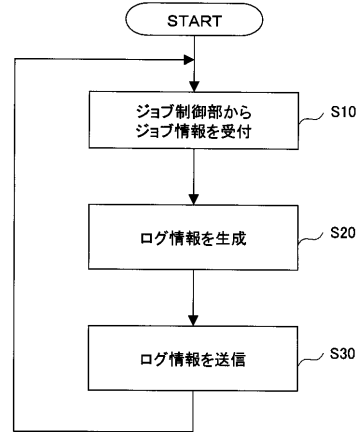 START
ジョブ制御部から
ジョブ情報を受付
S10
ログ情報を生成
S20
ログ情報を送信
S30